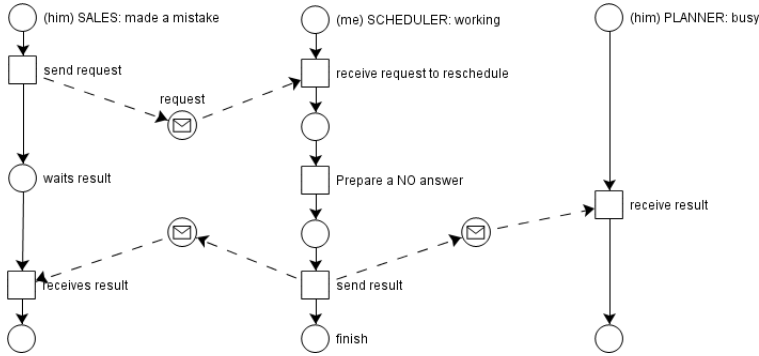 (him) SALES: made a mistake
(me) SCHEDULER: working
(him) PLANNER: busy
send request
receive request to reschedule
request
waits result
Prepare a NO answer
receive result
receives result
send result
finish